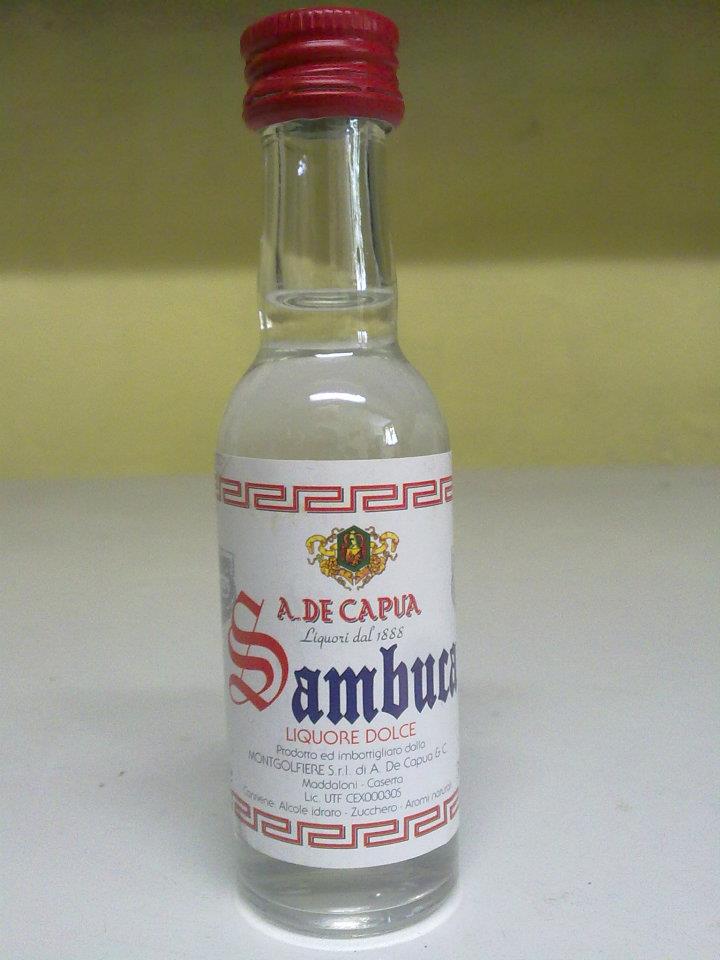 A. DE CAPUA
Liquori dal 1888
Sambuca
LIQUORE DOLCE
Prodotto ed imbottigliato dalla
MONTGOLFIERE S.r.l. di A. De Capua & C.
Maddaloni - Caserta
Lic. UTF CEX00030S
Contiene: Alcole idrato - Zucchero - Aromi naturali